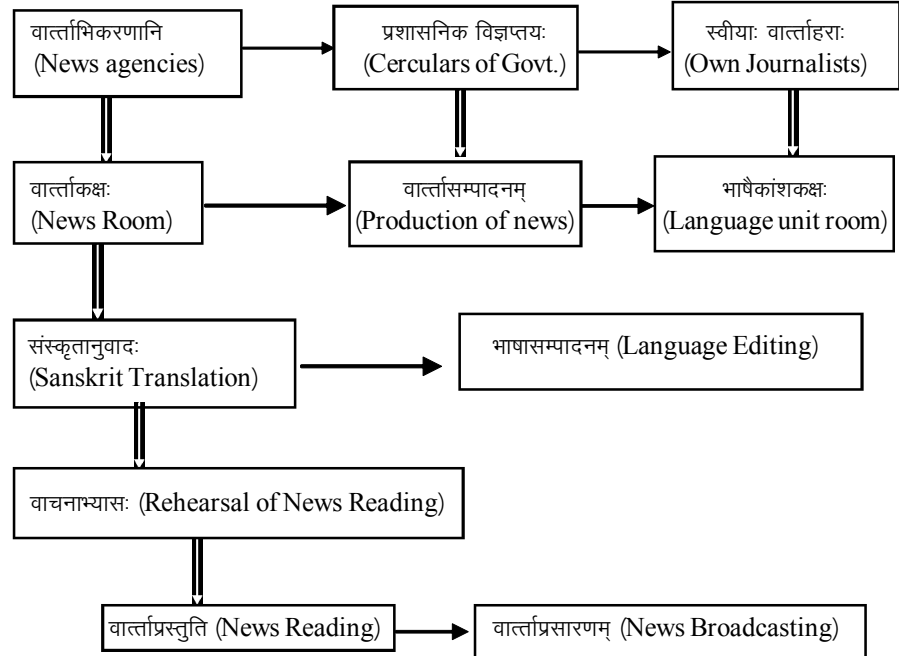 वार्त्ताभिकरणानि
(News agencies)
प्रशासनिक विज्ञप्तयः
(Cerculars of Govt.)
स्वीयाः वार्त्ताहराः
(Own Journalists)
वार्त्ताकक्षः
(News Room)
वार्त्तासम्पादनम्
(Production of news)
भाषैकांशकक्षः
(Language unit room)
संस्कृतानुवादः
(Sanskrit Translation)
भाषासम्पादनम् (Language Editing)
वाचनाभ्यासः (Rehearsal of News Reading)
वार्त्ताप्रस्तुति (News Reading)
वार्त्ताप्रसारणम् (News Broadcasting)